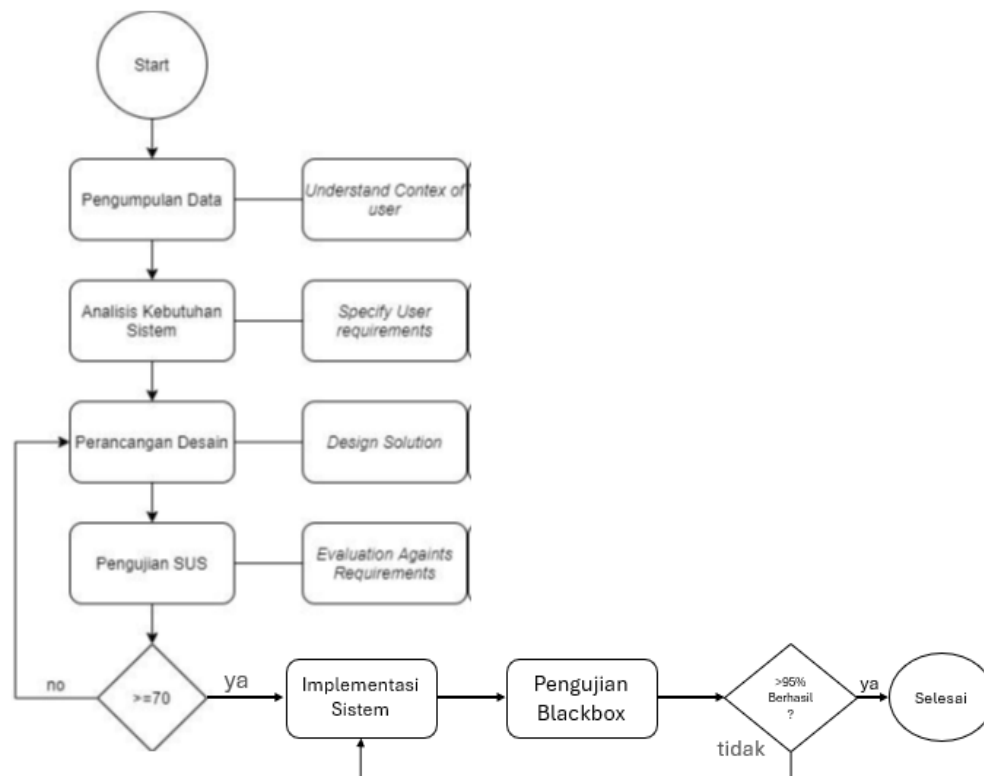 Start
Pengumpulan Data
Understand Contex of
user
Analisis Kebutuhan
Sistem
Specify User
requirements
Perancangan Desain
Design Solution
Pengujian SUS
Evaluation Againts
Requirements
no
>=70
ya
Implementasi
Sistem
Pengujian
Blackbox
>95%
Berhasil
?
ya
Selesai
tidak